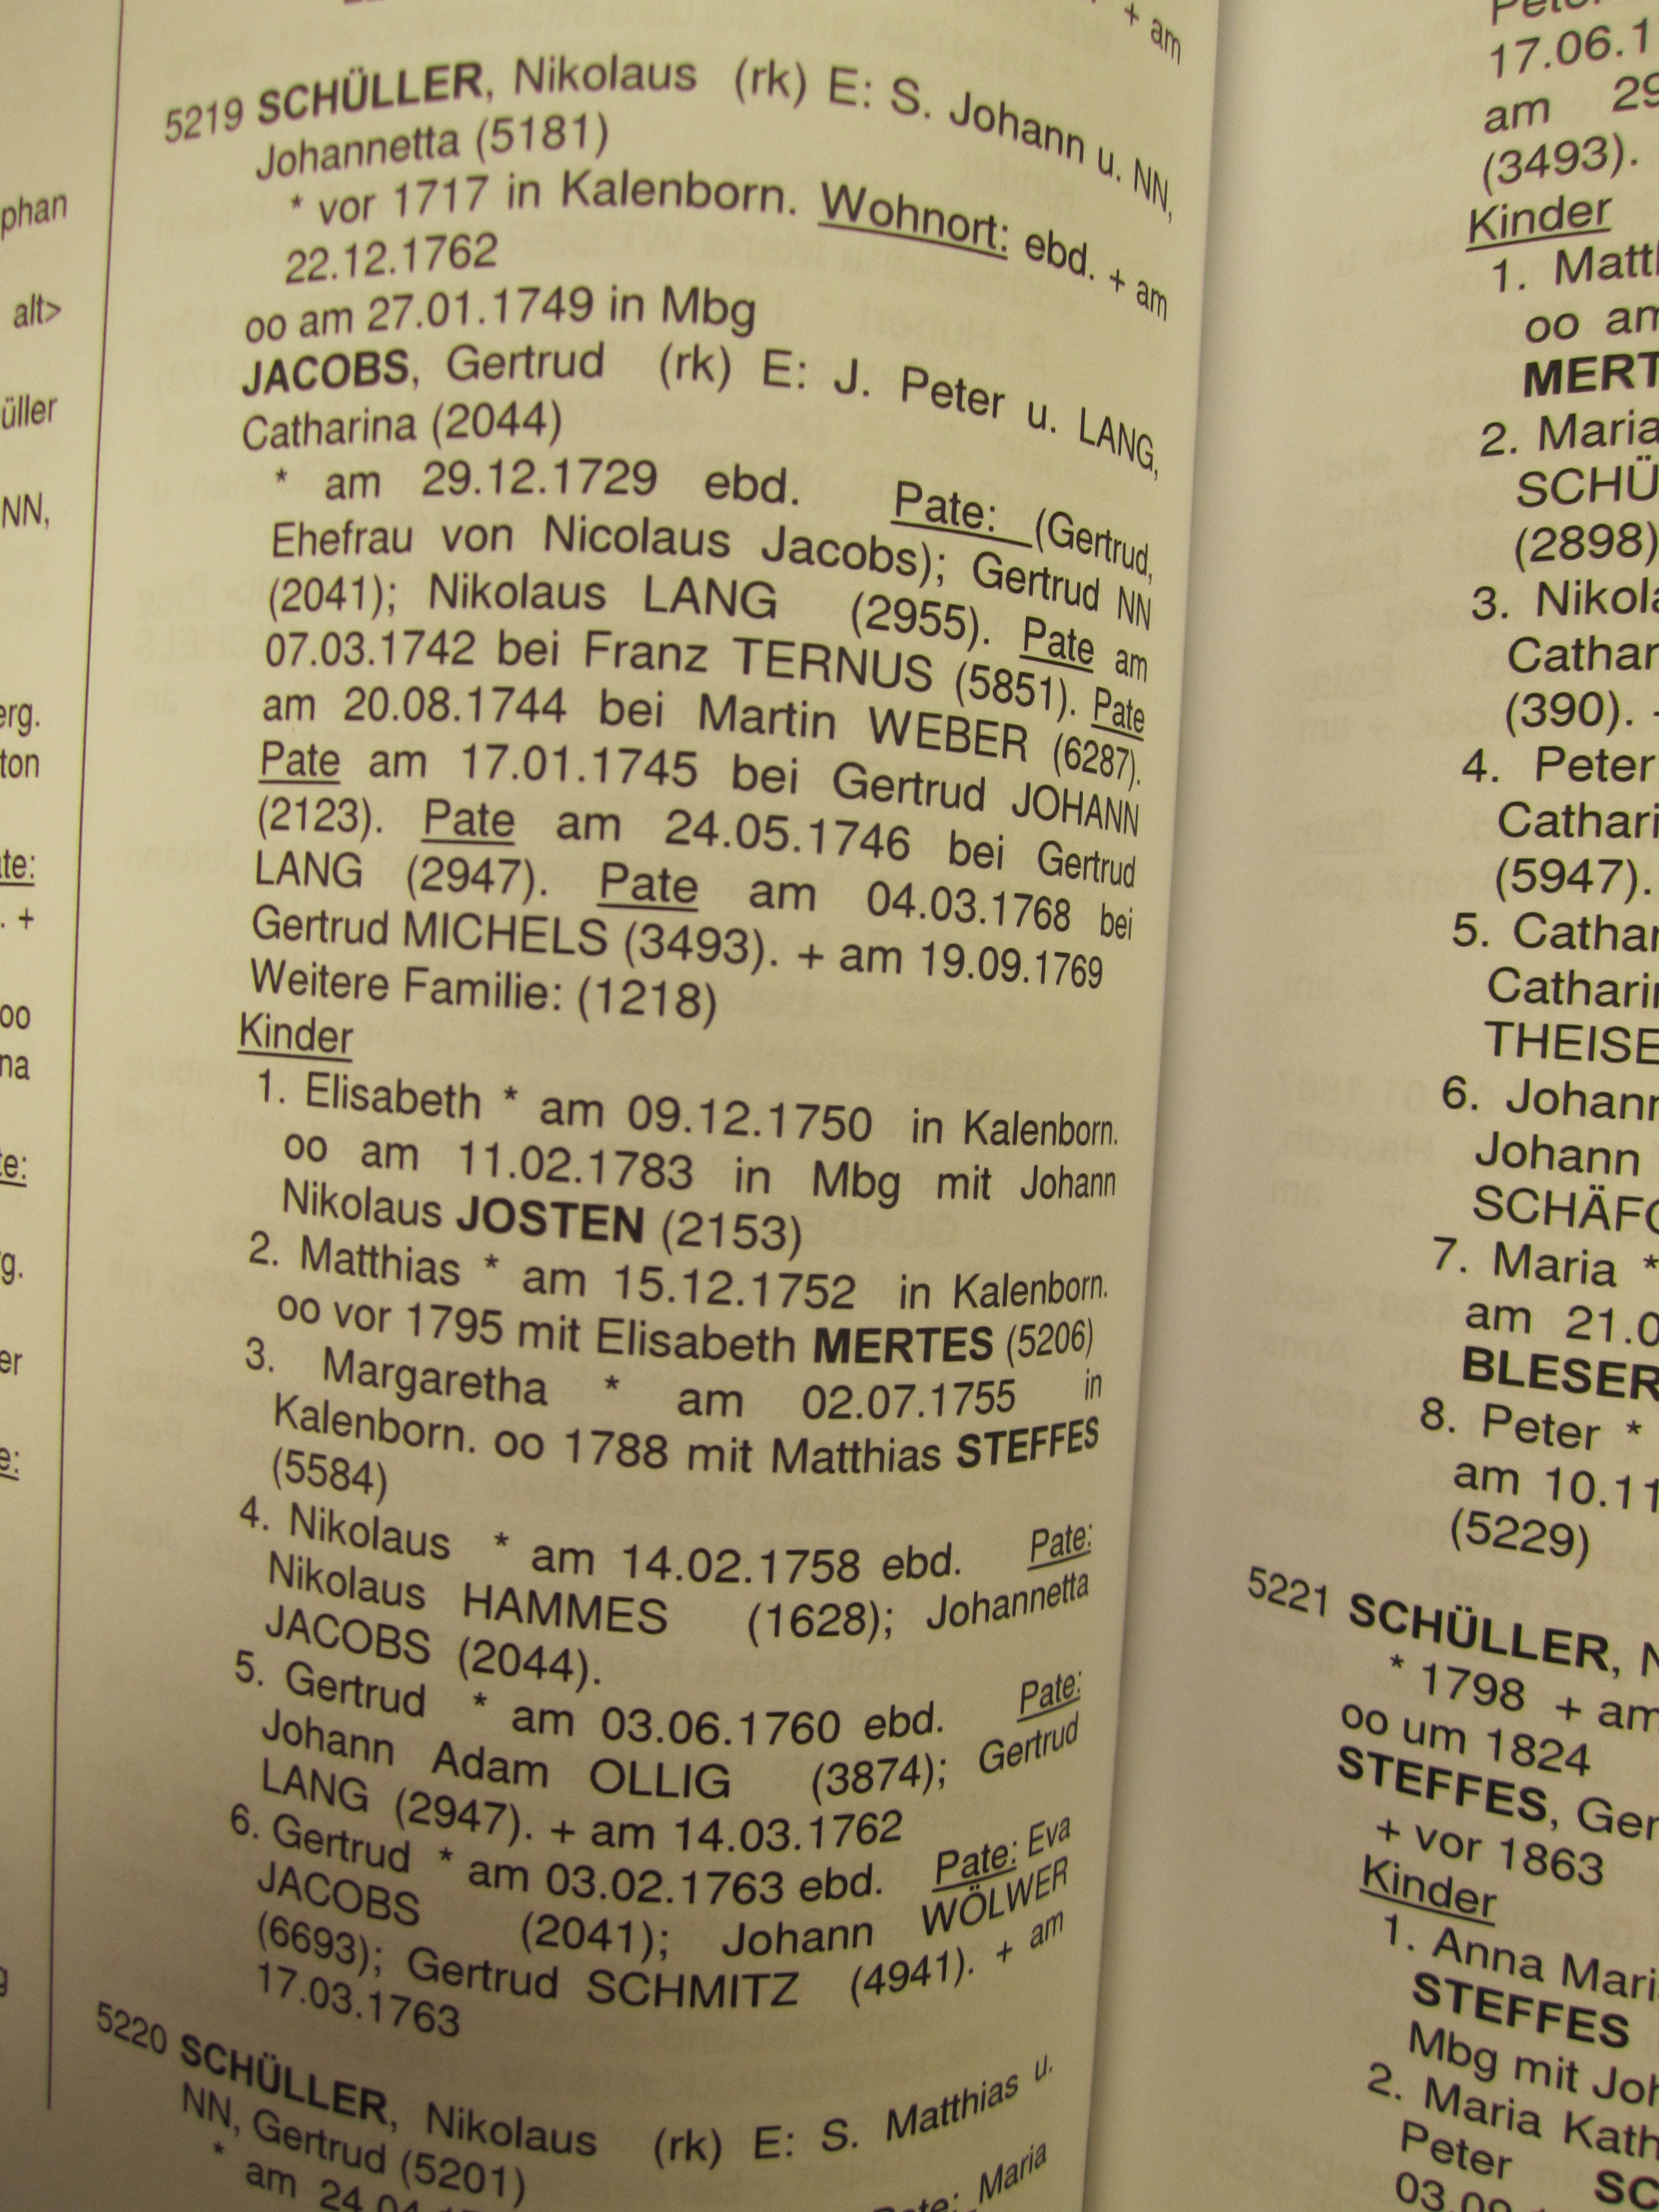 + am
5219 SCHÜLLER, Nikolaus (rk) E: S. Johann u. NN,
Johannetta (5181)
* vor 1717 in Kalenborn. Wohnort: ebd. + am
22.12.1762
oo am 27.01.1749 in Mbg
JACOBS, Gertrud (rk) E: J. Peter u. LANG,
Catharina (2044)
* am 29.12.1729 ebd. Pate: (Gertrud,
Ehefrau von Nicolaus Jacobs); Gertrud NN
(2041); Nikolaus LANG (2955). Pate am
07.03.1742 bei Franz TERNUS (5851). Pate
am 20.08.1744 bei Martin WEBER (6287).
Pate am 17.01.1745 bei Gertrud JOHANN
(2123). Pate am 24.05.1746 bei Gertrud
LANG (2947). Pate am 04.03.1768 bei
Gertrud MICHELS (3493). + am 19.09.1769
Weitere Familie: (1218)
Kinder
1. Elisabeth * am 09.12.1750 in Kalenborn.
oo am 11.02.1783 in Mbg mit Johann
Nikolaus JOSTEN (2153)
2. Matthias * am 15.12.1752 in Kalenborn.
oo vor 1795 mit Elisabeth MERTES (5206)
3. Margaretha * am 02.07.1755 in
Kalenborn. oo 1788 mit Matthias STEFFES
(5584)
4. Nikolaus * am 14.02.1758 ebd. Pate:
Nikolaus HAMMES (1628); Johannetta
JACOBS (2044).
5. Gertrud * am 03.06.1760 ebd. Pate:
Johann Adam OLLIG (3874); Gertrud
LANG (2947). + am 14.03.1762
6. Gertrud * am 03.02.1763 ebd. Pate: Eva
JACOBS (2041); Johann WÖLWER
(6693); Gertrud SCHMITZ (4941). + am
17.03.1763
5220 SCHÜLLER, Nikolaus (rk) E: S. Matthias u.
NN, Gertrud (5201)
* am 24.04. Maria
17.06.1
am 29
(3493).
Kinder
1. Matt
oo am
MERT
2. Maria
SCHÜ
(2898)
3. Nikola
Cathar
(390).
4. Peter
Cathari
(5947).
5. Cathar
Catharin
THEISE
6. Johann
Johann
SCHÄF
7. Maria *
am 21.0
BLESER
8. Peter *
am 10.11
(5229)
5221 SCHÜLLER, N
* 1798 + am
oo um 1824
STEFFES, Ger
+ vor 1863
Kinder
1. Anna Mari
STEFFES
Mbg mit Joh
2. Maria Kath
Peter SC
03.09